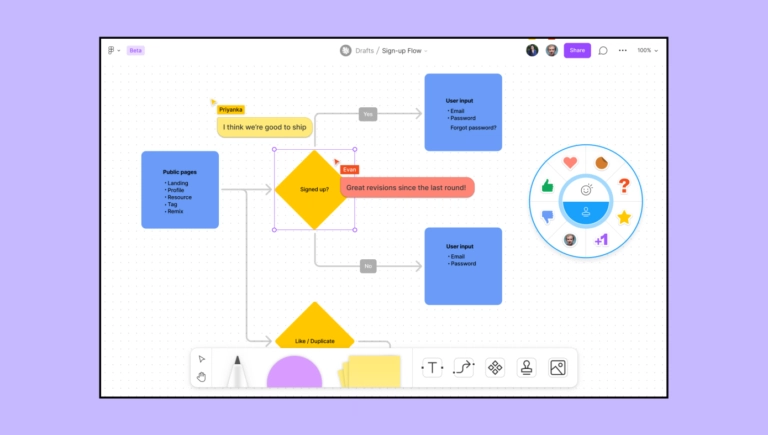 Beta
Drafts / Sign-up Flow
Share
100%
Priyanka
I think we're good to ship
Yes
User input
• Email
• Password
Forgot password?
Public pages
• Landing
• Profile
• Resource
• Tag
• Remix
Signed up?
Evan
Great revisions since the last round!
?
+1
No
User input
• Email
• Password
Like / Duplicate
T